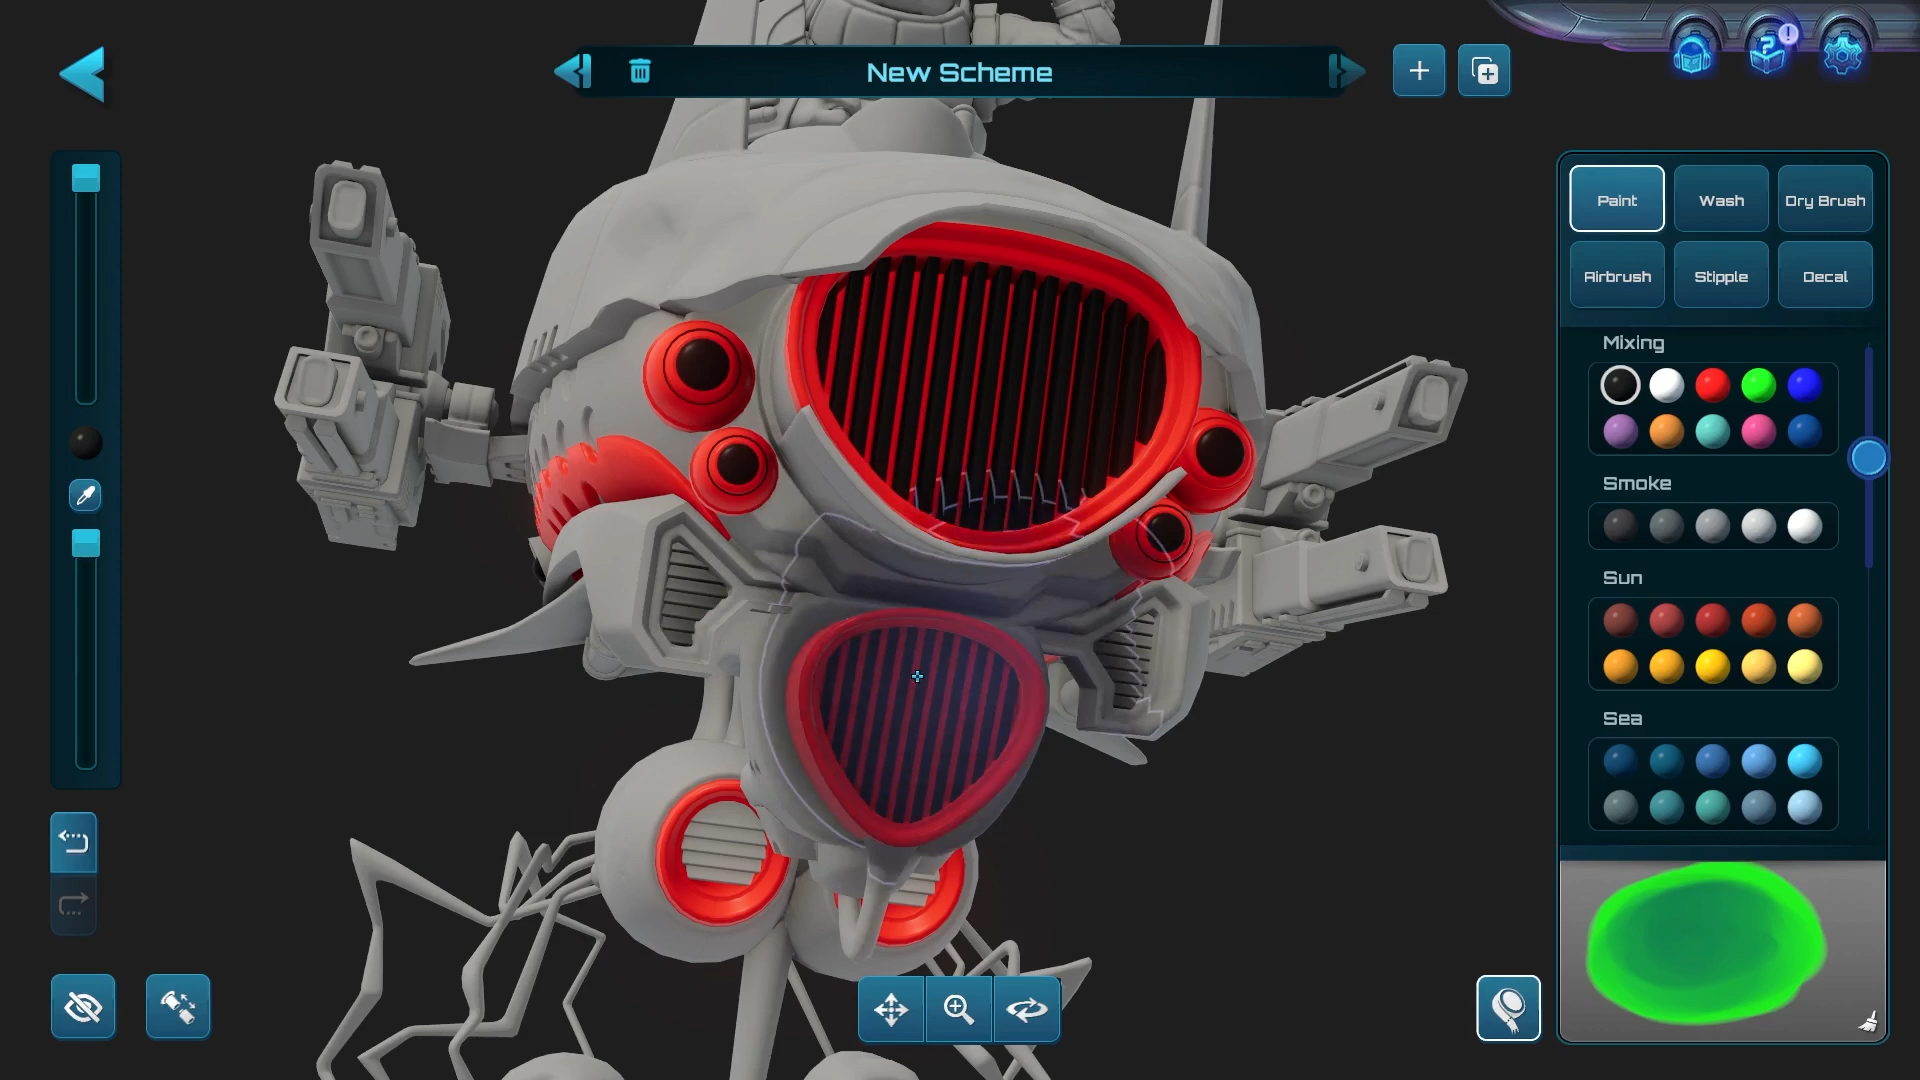 New Scheme
Paint
Wash
Dry Brush
Airbrush
Stipple
Decal
Mixing
Smoke
Sun
Sea